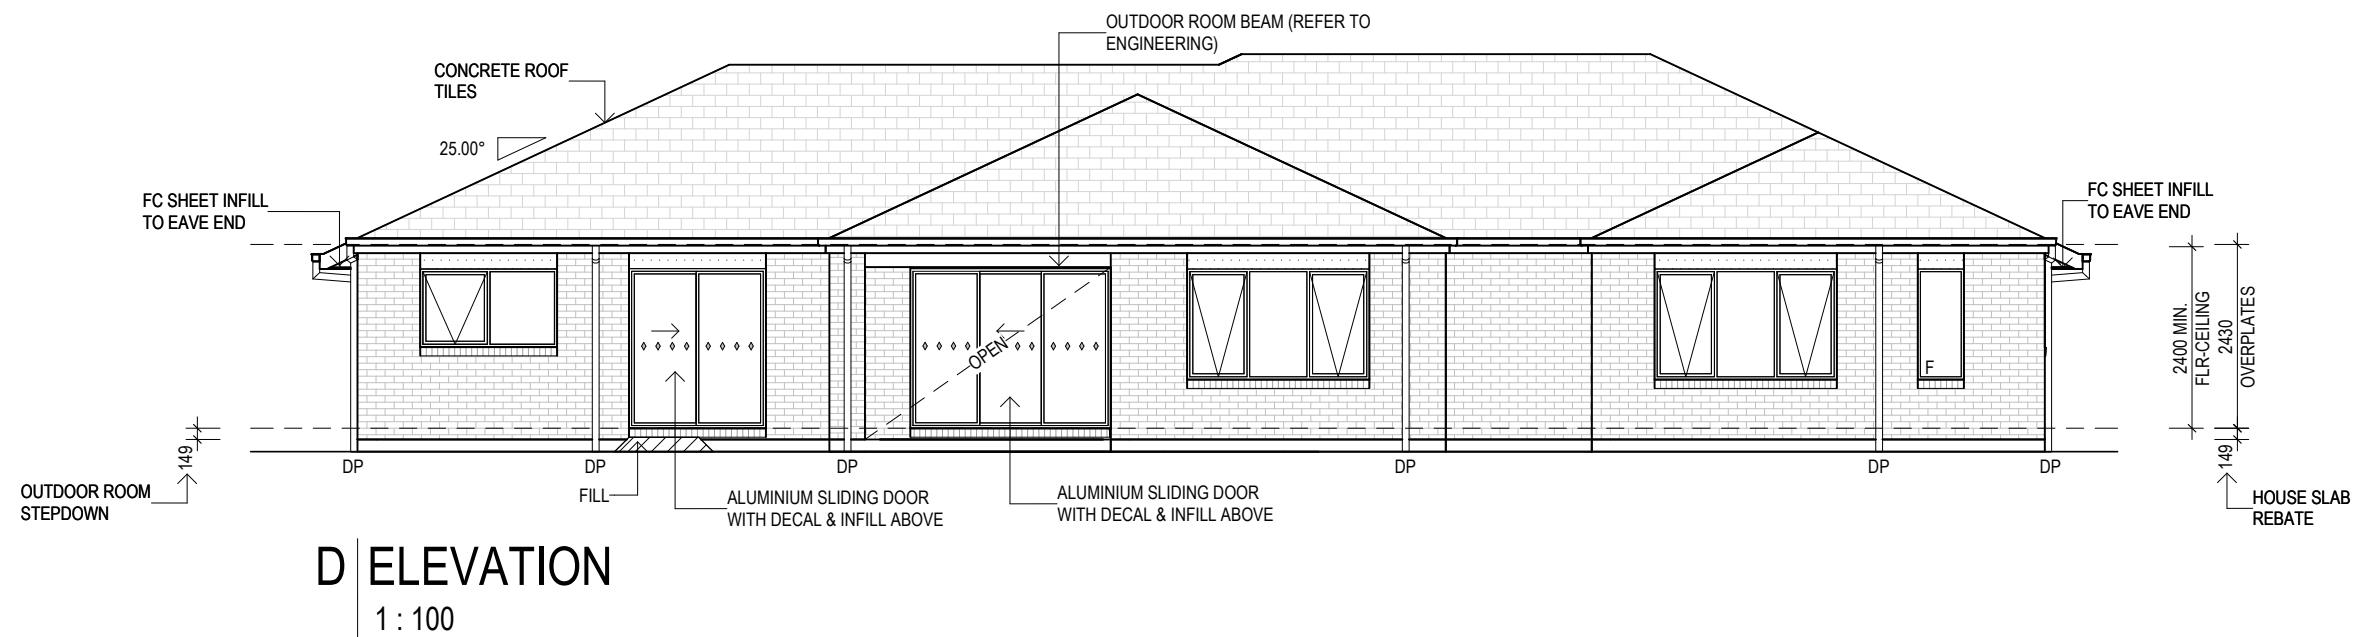 OUTDOOR ROOM BEAM (REFER TO
ENGINEERING)
CONCRETE ROOF
TILES
25.00°
FC SHEET INFILL
TO EAVE END
FC SHEET INFILL
TO EAVE END
2400 MIN.
FLR-CEILING
2430
OVERPLATES
OPEN
F
149
OUTDOOR ROOM
STEPDOWN
DP
DP
DP
DP
DP
DP
FILL
ALUMINIUM SLIDING DOOR
WITH DECAL & INFILL ABOVE
ALUMINIUM SLIDING DOOR
WITH DECAL & INFILL ABOVE
149
HOUSE SLAB
REBATE
D ELEVATION
1 : 100